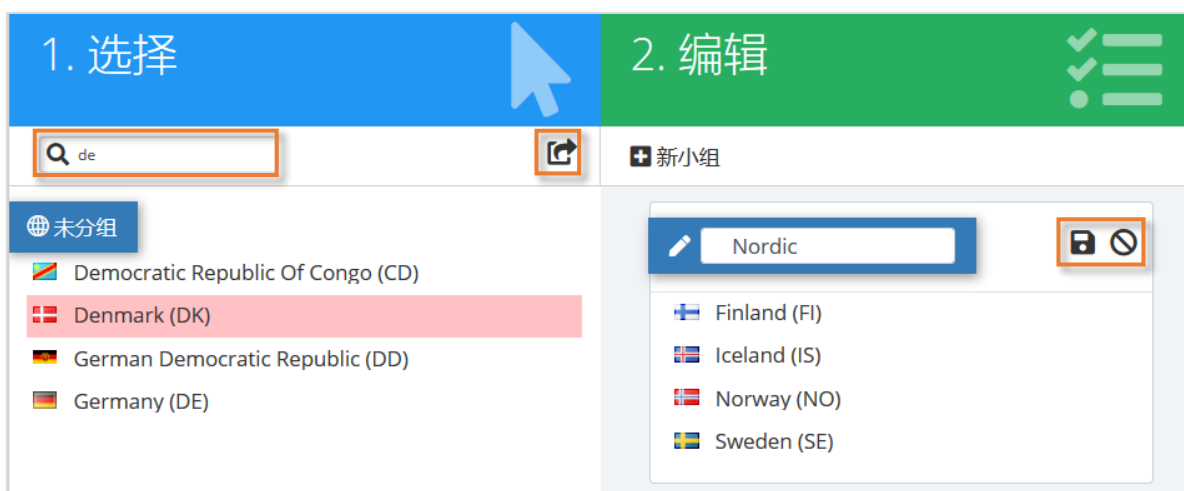 1. 选择
de
未分组
Democratic Republic Of Congo (CD)
Denmark (DK)
German Democratic Republic (DD)
Germany (DE)
2. 编辑
新小组
Nordic
Finland (FI)
Iceland (IS)
Norway (NO)
Sweden (SE)